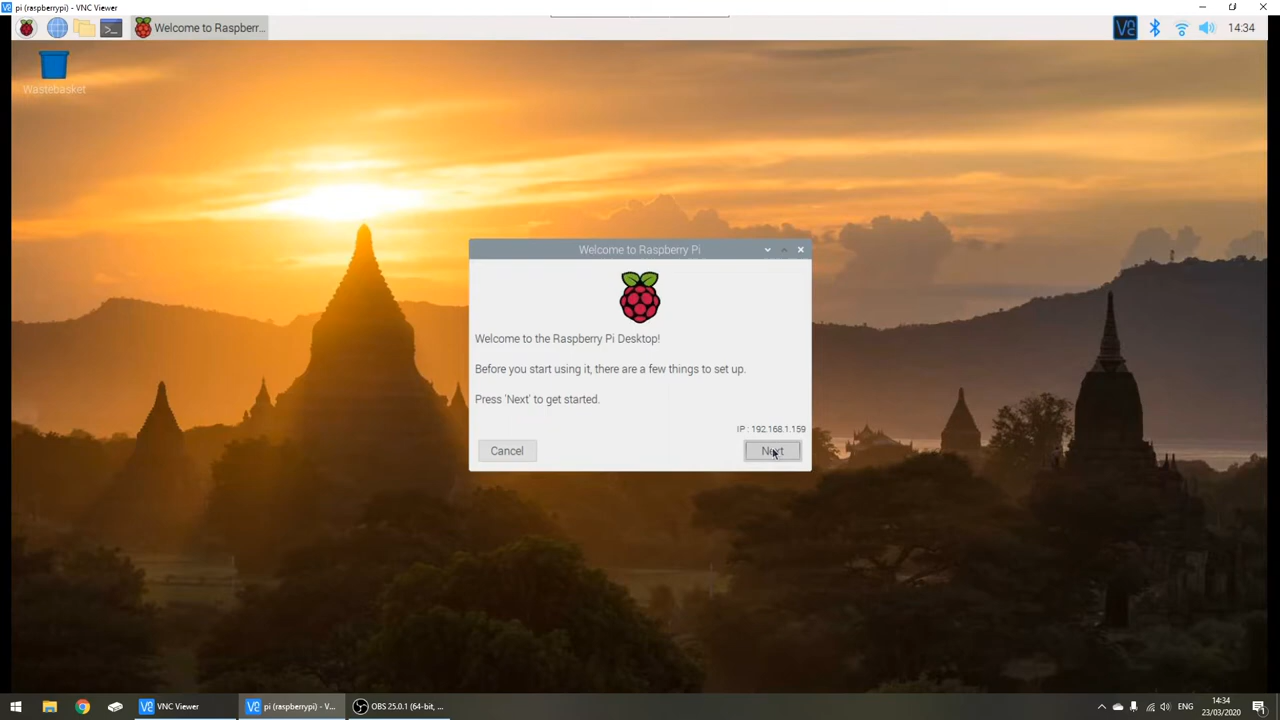 pi (raspberrypi) - VNC Viewer
Welcome to Raspberr...
14:34
Wastebasket
Welcome to Raspberry Pi
Welcome to the Raspberry Pi Desktop!
Before you start using it, there are a few things to set up.
Press 'Next' to get started.
IP : 192.168.1.159
Cancel
Next
VNC Viewer
pi (raspberrypi) - V...
OBS 25.0.1 (64-bit, ...
ENG
14:34
23/03/2020